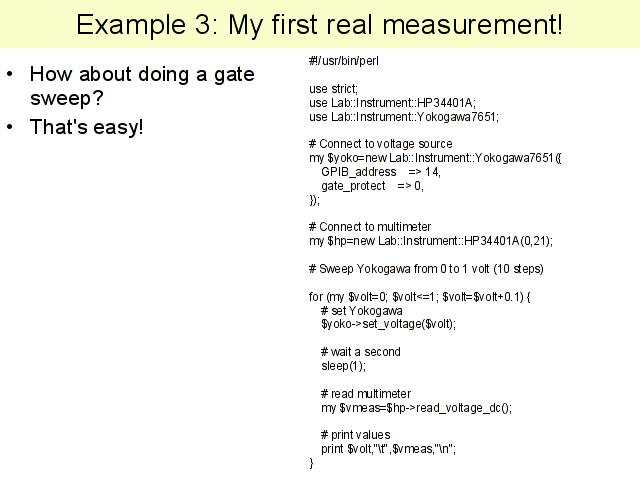 Example 3: My first real measurement!
• How about doing a gate
sweep?
• That's easy!
#!/usr/bin/perl
use strict;
use Lab::Instrument::HP34401A;
use Lab::Instrument::Yokogawa7651;
# Connect to voltage source
my $yoko=new Lab::Instrument::Yokogawa7651({
GPIB_address => 14,
gate_protect => 0,
});
# Connect to multimeter
my $hp=new Lab::Instrument::HP34401A(0,21);
# Sweep Yokogawa from 0 to 1 volt (10 steps)
for (my $volt=0; $volt<=1; $volt=$volt+0.1) {
# set Yokogawa
$yoko->set_voltage($volt);
# wait a second
sleep(1);
# read multimeter
my $vmeas=$hp->read_voltage_dc();
# print values
print $volt,"\t",$vmeas,"\n";
}